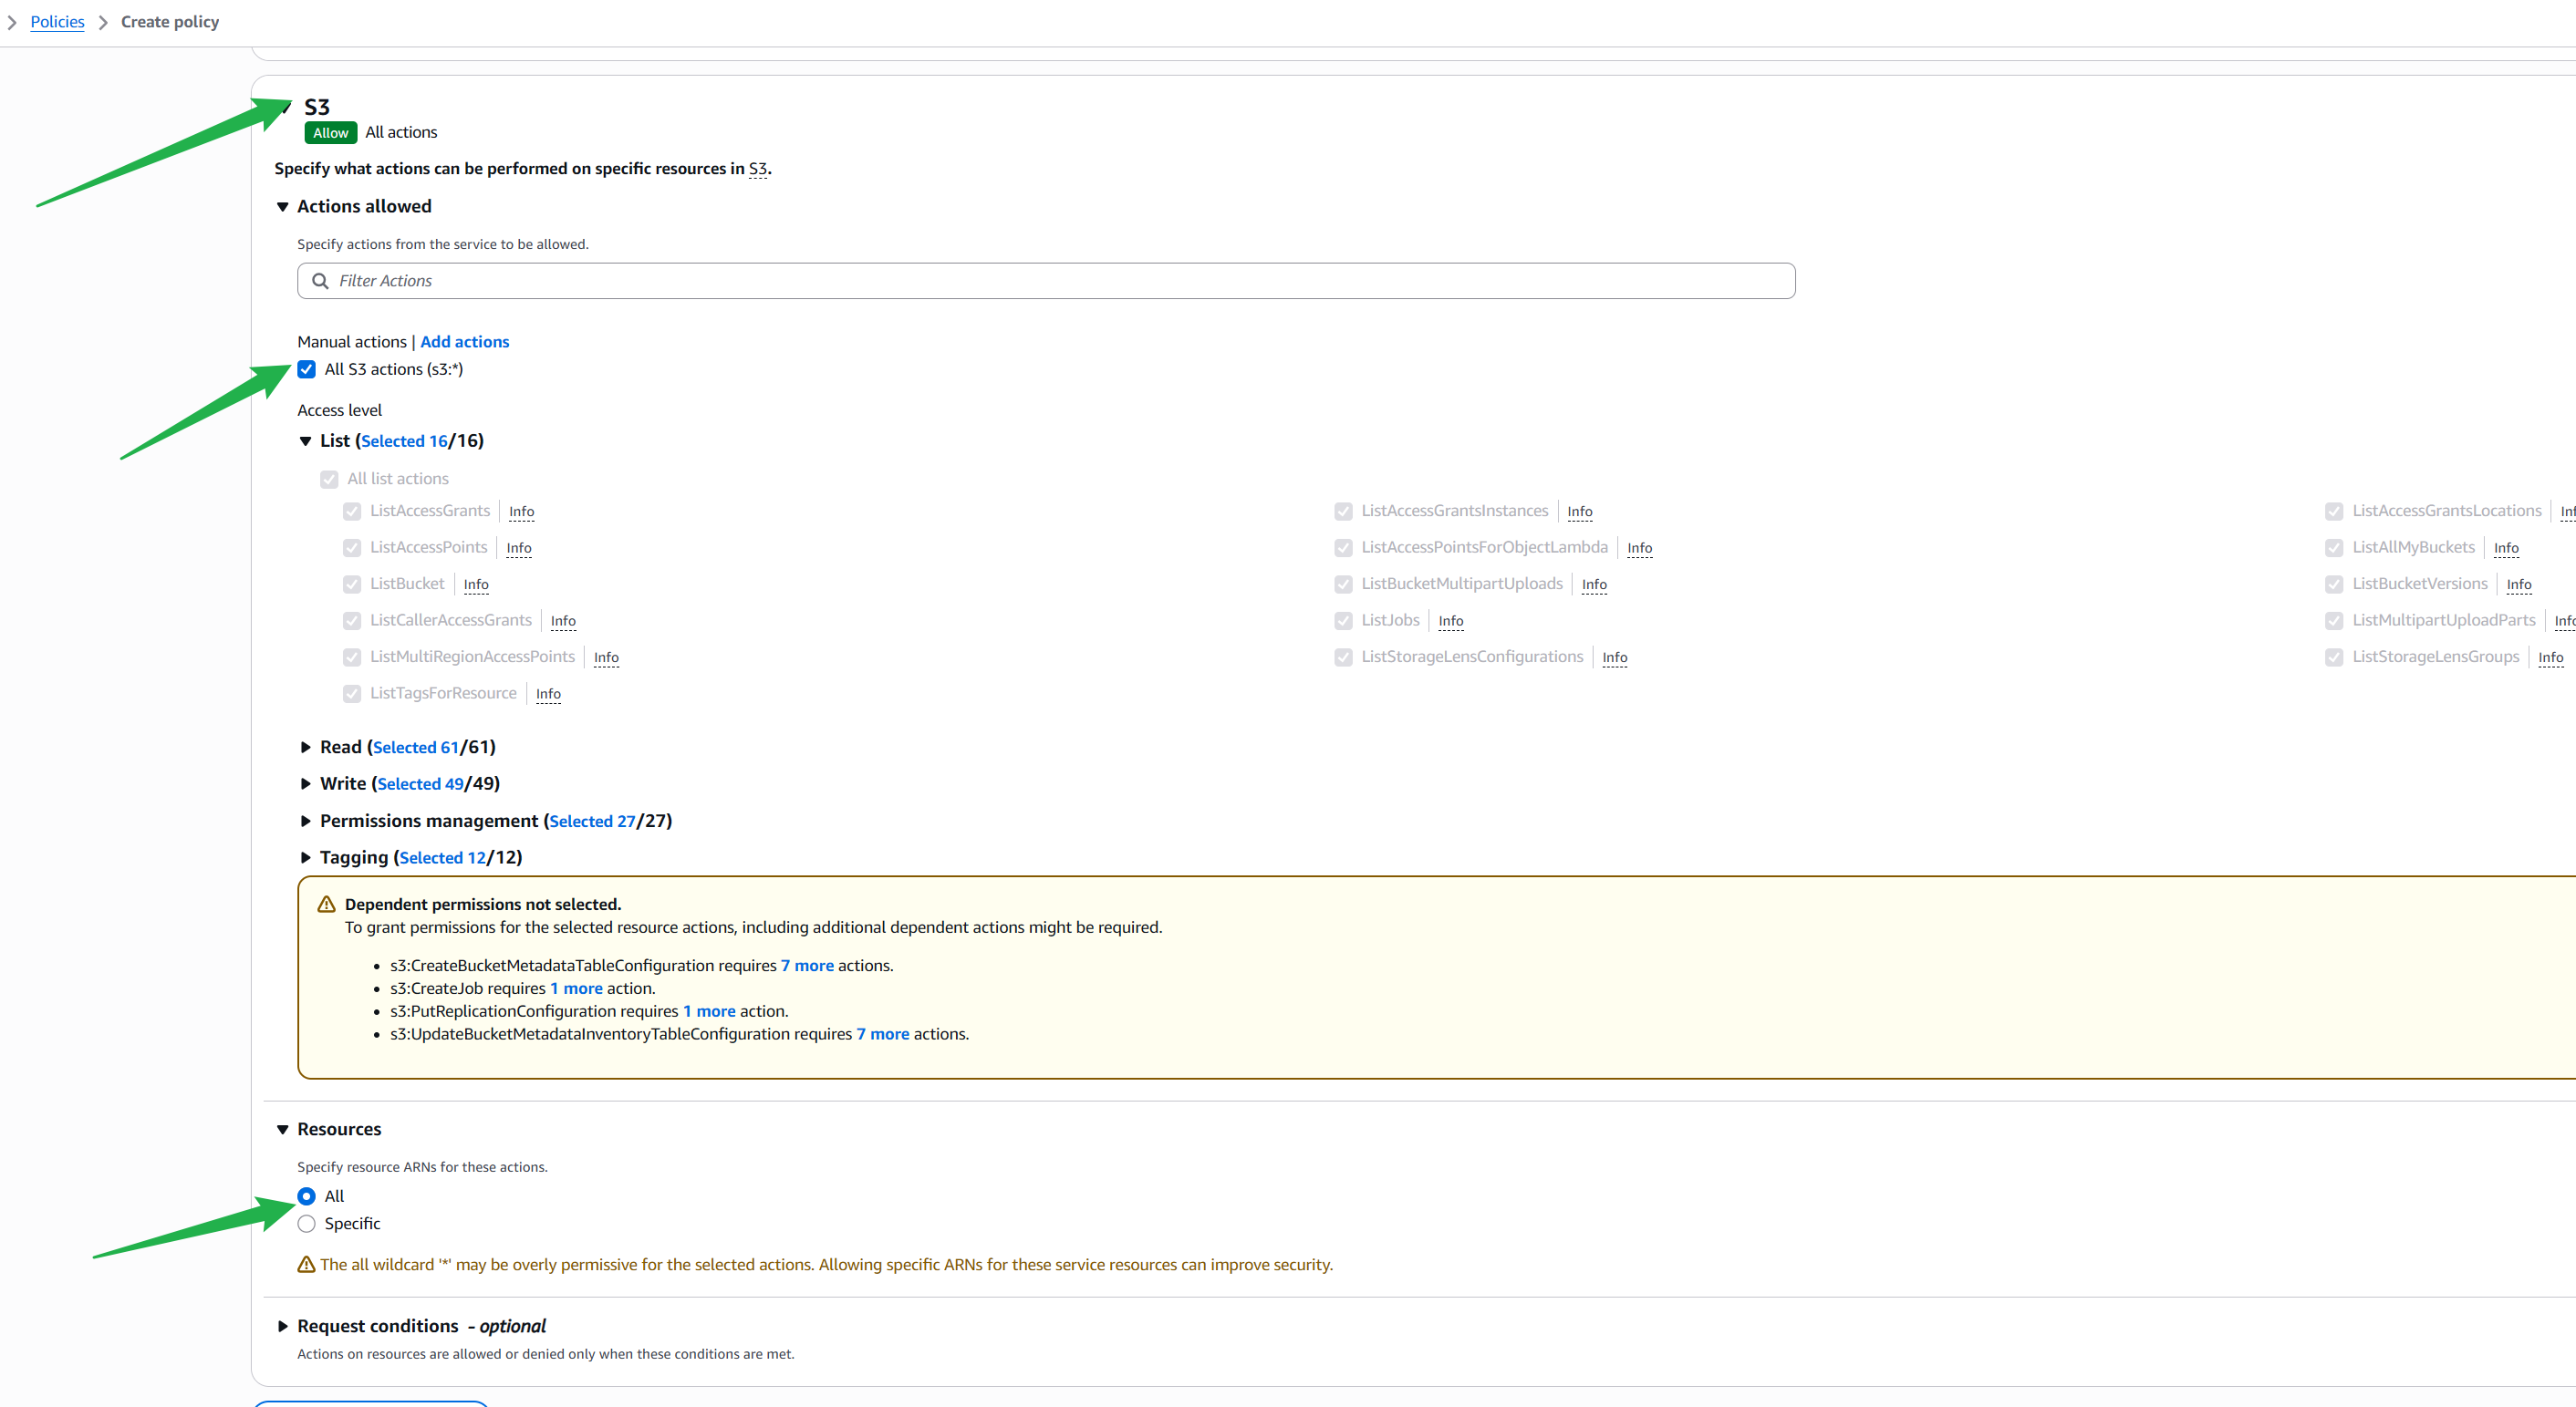 Policies Create policy
S3
Allow All actions
Specify what actions can be performed on specific resources in S3.
Actions allowed
Specify actions from the service to be allowed.
Filter Actions
Manual actions | Add actions
All S3 actions (s3:*)
Access level
List (Selected 16/16)
All list actions
ListAccessGrants Info ListAccessGrantsInstances Info ListAccessGrantsLocations
ListAccessPoints Info ListAccessPointsForObjectLambda Info ListAllMyBuckets Info
ListBucket Info ListBucketMultipartUploads Info ListBucketVersions Info
ListCallerAccessGrants Info ListJobs Info ListMultipartUploadParts
ListMultiRegionAccessPoints Info ListStorageLensConfigurations Info ListStorageLensGroups Info
ListTagsForResource Info
Read (Selected 61/61)
Write (Selected 49/49)
Permissions management (Selected 27/27)
Tagging (Selected 12/12)
Dependent permissions not selected.
To grant permissions for the selected resource actions, including additional dependent actions might be required.
• s3:CreateBucketMetadataTableConfiguration requires 7 more actions.
• s3:CreateJob requires 1 more action.
• s3:PutReplicationConfiguration requires 1 more action.
• s3:UpdateBucketMetadataInventoryTableConfiguration requires 7 more actions.
Resources
Specify resource ARNs for these actions.
All
Specific
The all wildcard '*' may be overly permissive for the selected actions. Allowing specific ARNs for these service resources can improve security.
Request conditions - optional
Actions on resources are allowed or denied only when these conditions are met.